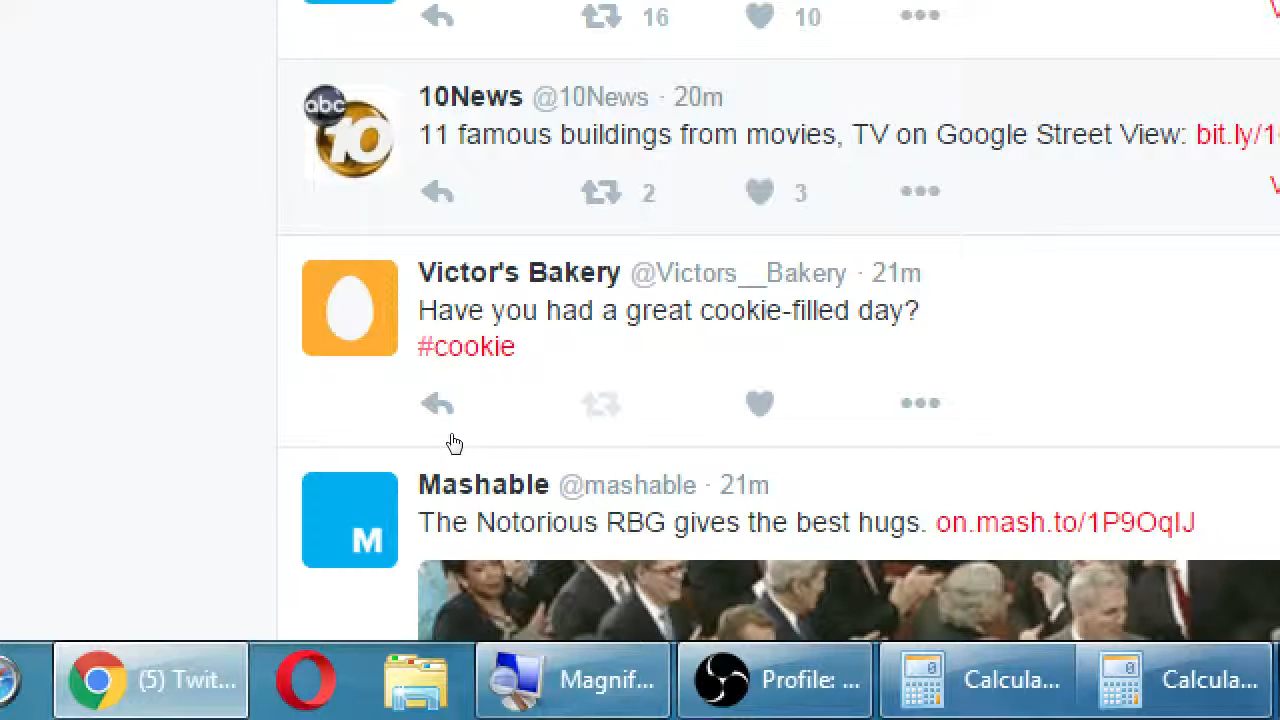 16 10
10News @10News · 20m
abc 10
11 famous buildings from movies, TV on Google Street View: bit.ly/1
2 3
Victor's Bakery @Victors__Bakery · 21m
Have you had a great cookie-filled day?
#cookie
Mashable @mashable · 21m
M
The Notorious RBG gives the best hugs. on.mash.to/1P9OqIJ
(5) Twit... Magnif... Profile: ... Calcula... Calcula...